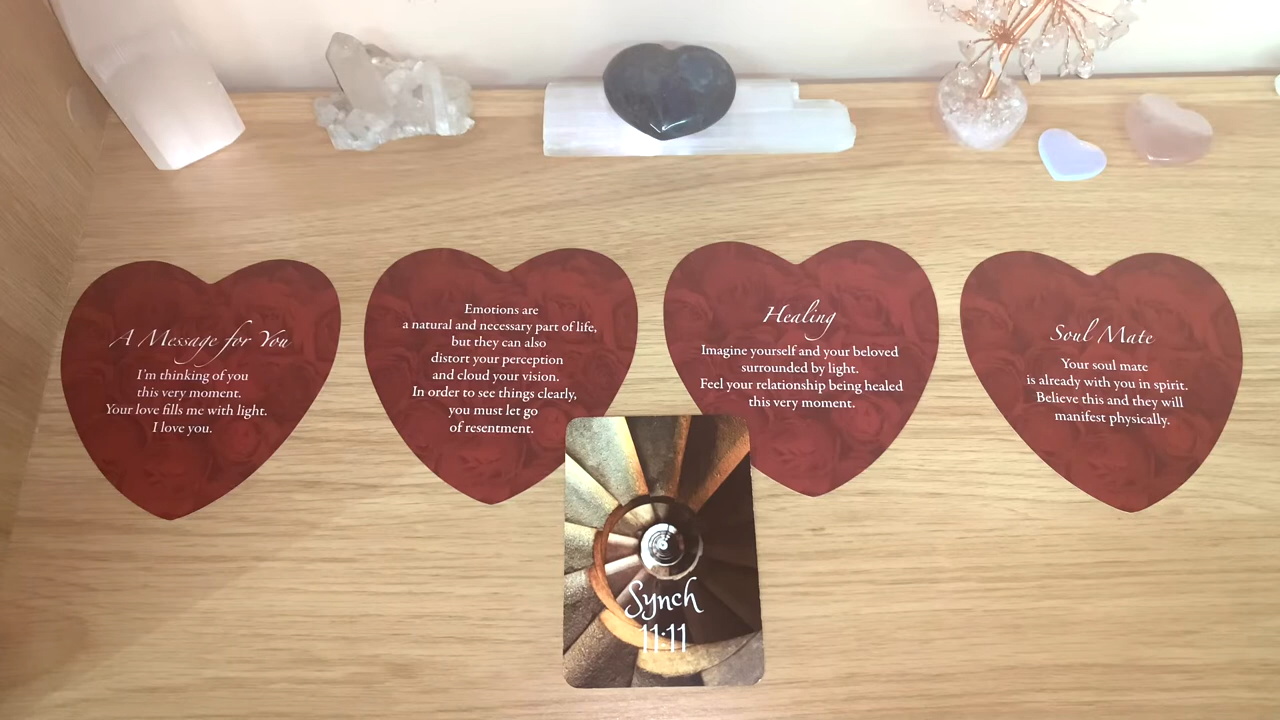 A Message for You
I'm thinking of you
this very moment.
Your love fills me with light.
I love you.
Emotions are
a natural and necessary part of life,
but they can also
distort your perception
and cloud your vision.
In order to see things clearly,
you must let go
of resentment.
Healing
Imagine yourself and your beloved
surrounded by light.
Feel your relationship being healed
this very moment.
Soul Mate
Your soul mate
is already with you in spirit.
Believe this and they will
manifest physically.
Synch
11:11